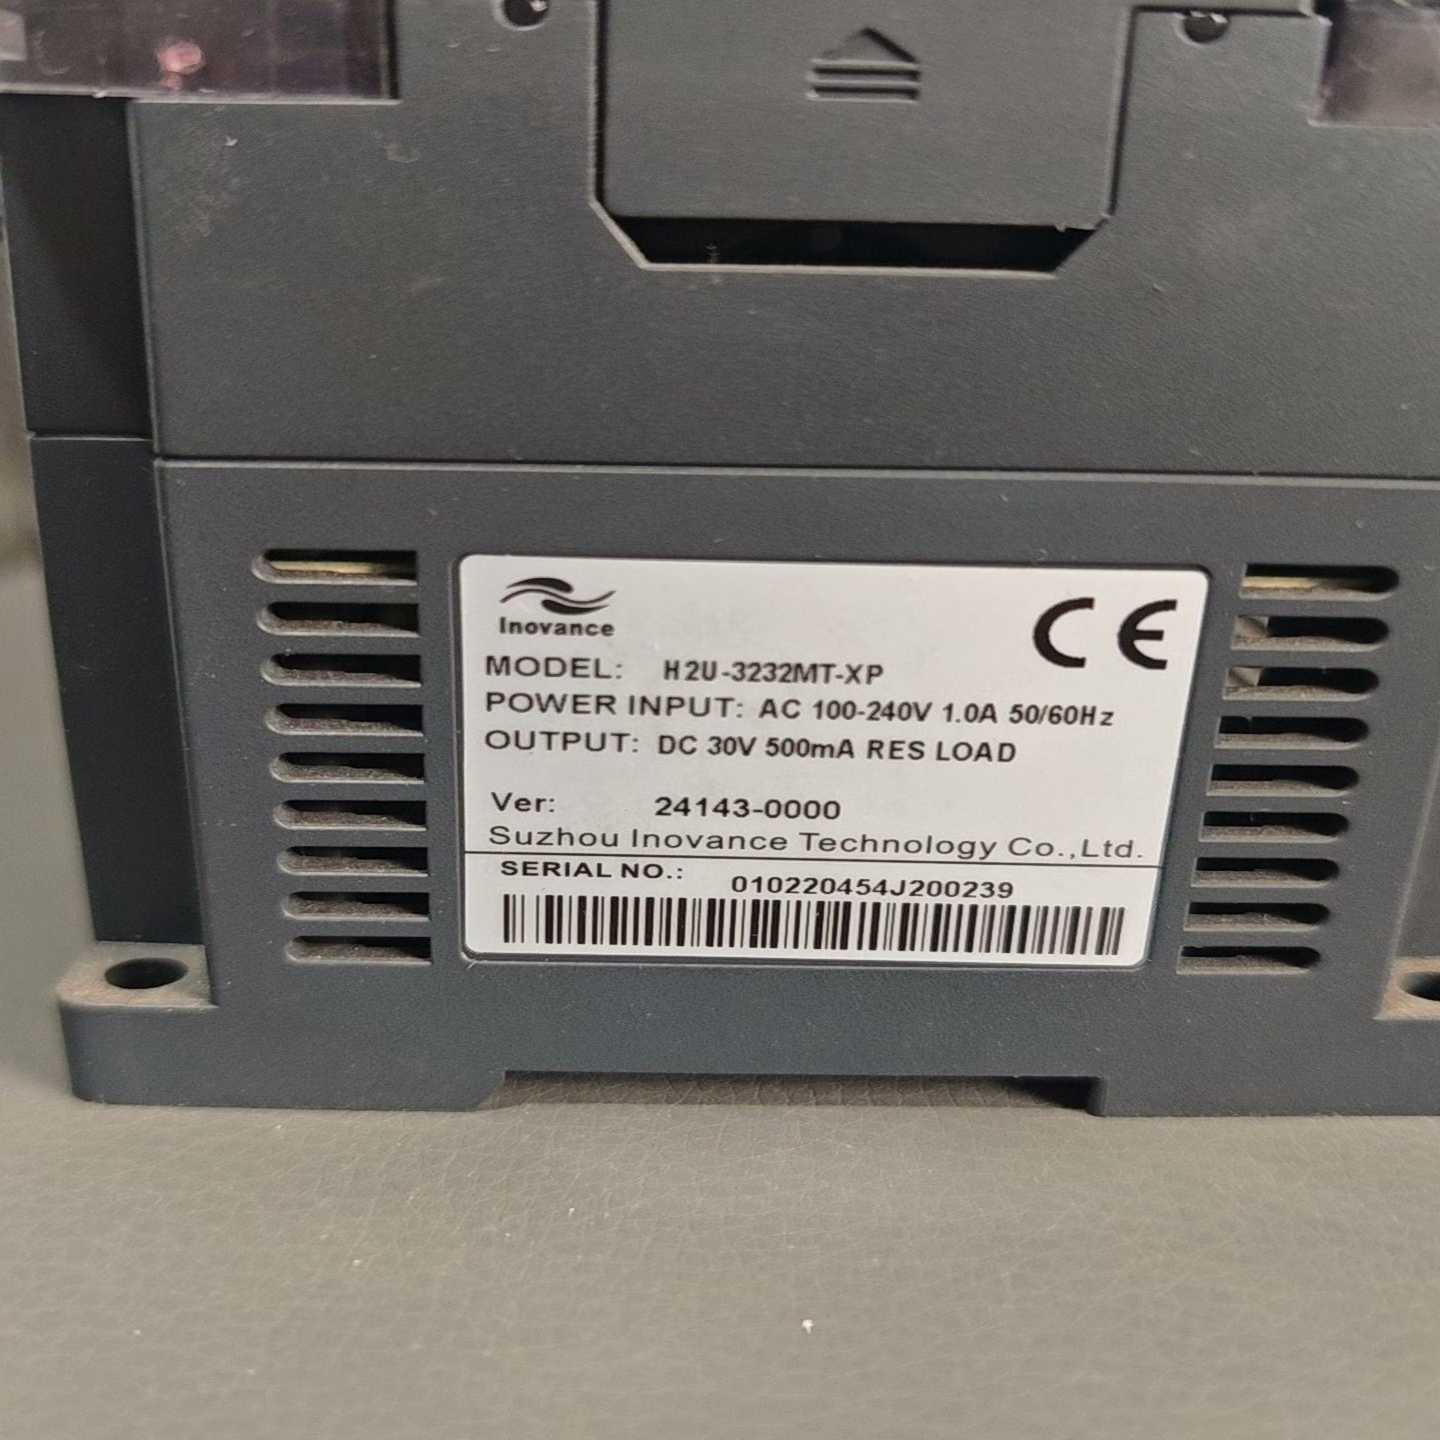 Inovance
CE
MODEL: H2U-3232MT-XP
POWER INPUT: AC 100-240V 1.0A 50/60Hz
OUTPUT: DC 30V 500mA RES LOAD
Ver: 24143-0000
Suzhou Inovance Technology Co.,Ltd.
SERIAL NO.: 010220454J200239